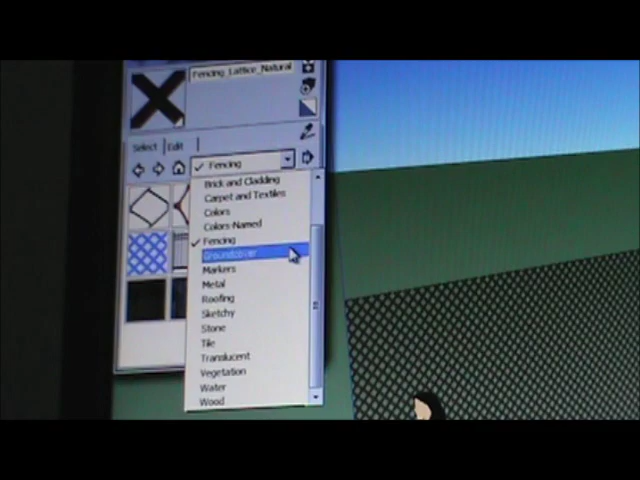 Fencing_Lattice_Natural
Select Edit
Fencing
Brick and Cladding
Carpet and Textiles
Colors
Colors-Named
Fencing
Groundcover
Markers
Metal
Roofing
Sketchy
Stone
Tile
Translucent
Vegetation
Water
Wood